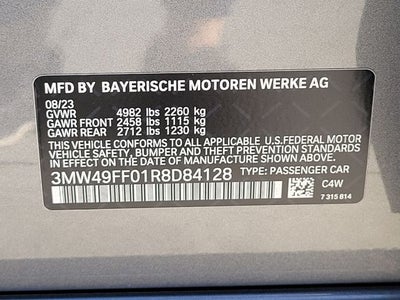 MFD BY BAYERISCHE MOTOREN WERKE AG
08/23
GVWR 4982 lbs 2260 kg
GAWR FRONT 2458 lbs 1115 kg
GAWR REAR 2712 lbs 1230 kg
THIS VEHICLE CONFORMS TO ALL APPLICABLE
U.S.FEDERAL MOTOR
VEHICLE SAFETY, BUMPER AND THEFT PREVENTION STANDARDS
IN EFFECT ON THE DATE OF MANUFACTURE SHOWN ABOVE.
3MW49FF01R8D84128 TYPE: PASSENGER CAR
C4W
7 315 814